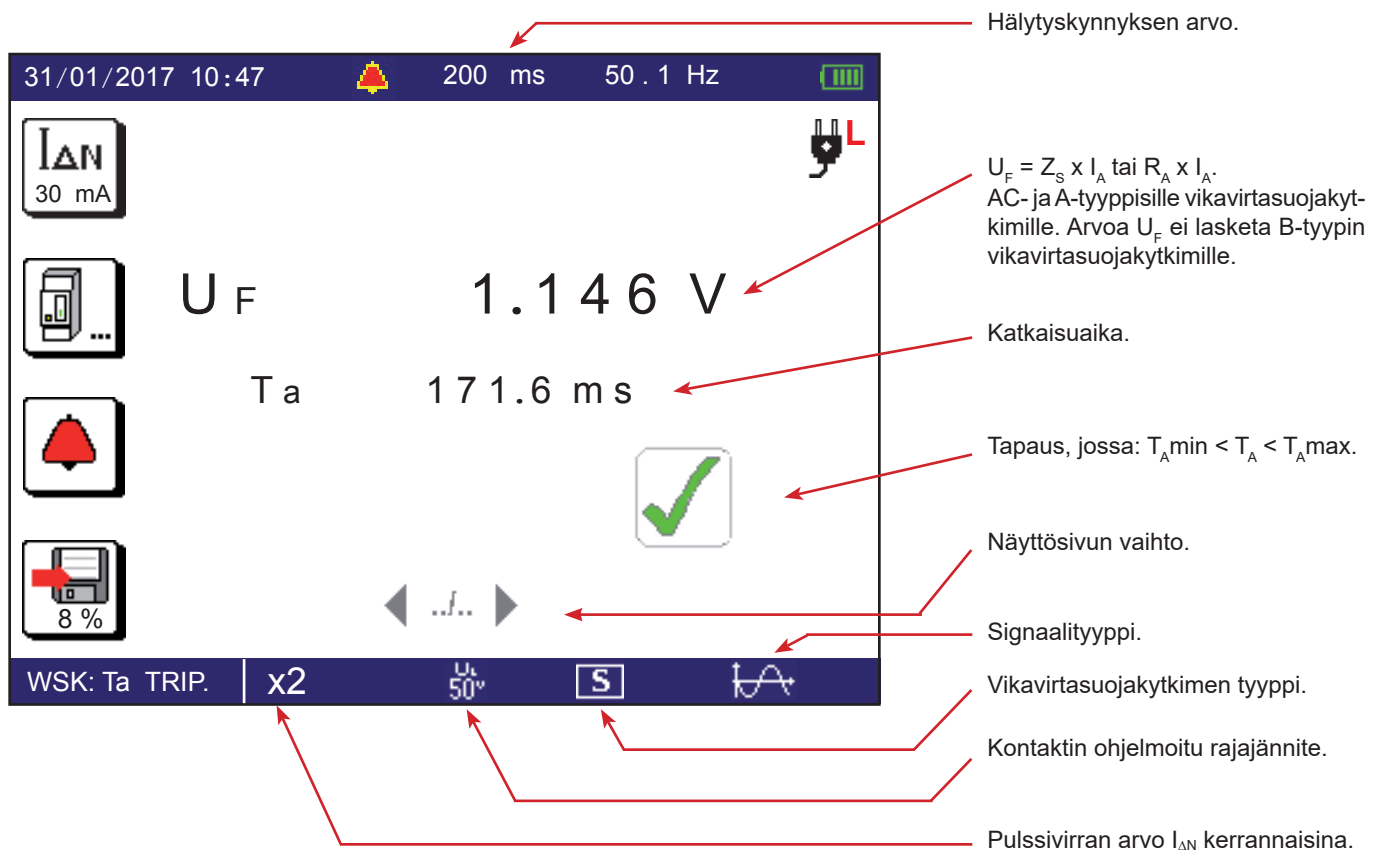 Hälytyskynnyksen arvo.
31/01/2017 10:47 200 ms 50.1 Hz
IΔN
30 mA
L
UF = ZS x IA tai RA x IA.
AC- ja A-tyyppisille vikavirtasuojakyt-
kimille. Arvoa UF ei lasketa B-tyypin
vikavirtasuojakytkimille.
...
UF 1.146 V
Katkaisuaika.
Ta 171.6 ms
Tapaus, jossa: TAmin < TA < TAmax.
Näyttösivun vaihto.
8 %
../..
Signaalityyppi.
WSK: Ta TRIP. x2 UL 50V S t
Vikavirtasuojakytkimen tyyppi.
Kontaktin ohjelmoitu rajajännite.
Pulssivirran arvo IΔN kerrannaisina.